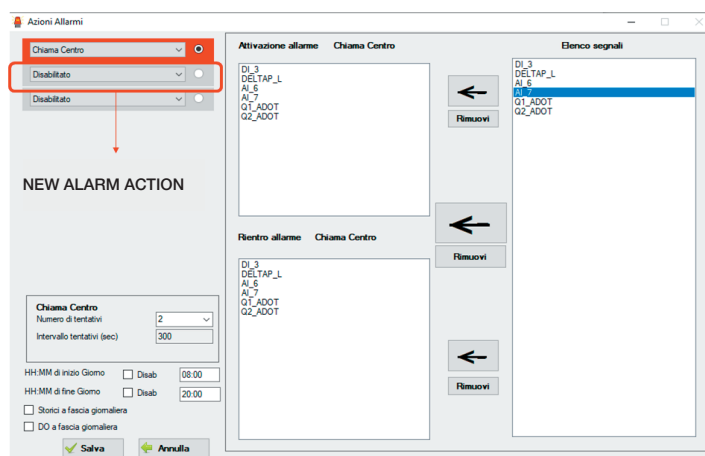 Azioni Allarmi
Chiama Centro
Disabilitato
Disabilitato
NEW ALARM ACTION
Chiama Centro
Numero di tentativi 2
Intervallo tentativi (sec) 300
HH:MM di inizio Giorno Disab 08:00
HH:MM di fine Giorno Disab 20:00
Storici a fascia giornaliera
DO a fascia giornaliera
Salva Annulla
Attivazione allarme Chiama Centro
DI_3
DELTAP_L
AI_6
AI_7
Q1_ADOT
Q2_ADOT
Rientro allarme Chiama Centro
DI_3
DELTAP_L
AI_6
AI_7
Q1_ADOT
Q2_ADOT
Rimuovi
Rimuovi
Rimuovi
Elenco segnali
DI_3
DELTAP_L
AI_6
AI_7
Q1_ADOT
Q2_ADOT